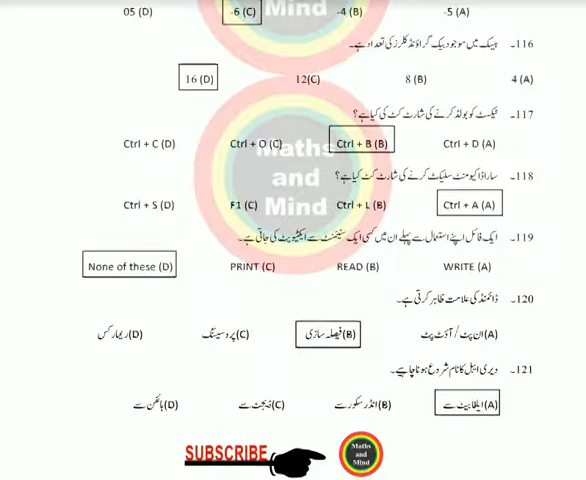 -5 (A) -4 (B) -6 (C) 05 (D)
116۔ بیسک میں موجود بیک گراؤنڈ کلرز کی تعداد ہے۔
4 (A) 8 (B) 12(C) 16 (D)
117۔ ٹیکسٹ کو بولڈ کرنے کی شارٹ کٹ کی کیا ہے؟
Ctrl + D (A) Ctrl + B (B) Ctrl + O (C) Ctrl + C (D)
118۔ سارا ڈاکیومنٹ سلیکٹ کرنے کی شارٹ کٹ کیا ہے؟
Ctrl + A (A) Ctrl + L (B) F1 (C) Ctrl + S (D)
119۔ ایک فائل اپنے استعمال سے پہلے ان میں کسی ایک سٹیٹمنٹ سے ایکٹیویٹ کی جاتی ہے۔
WRITE (A) READ (B) PRINT (C) None of these (D)
120۔ ڈائمنڈ کی علامت ظاہر کرتی ہے۔
(A) ان پٹ / آؤٹ پٹ (B) فیصلہ سازی (C) پروسیسنگ (D) ریمارکس
121۔ ویری ایبل کا نام شروع ہونا چاہیے۔
(A) ایلفا بیٹ سے (B) انڈر سکور سے (C) ڈیجٹ سے (D) ہائفن سے
Maths
and
Mind
SUBSCRIBE
Maths
and
Mind